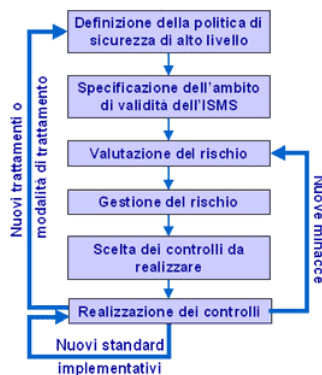 Definizione della politica di
sicurezza di alto livello
Specificazione dell'ambito
di validità dell'ISMS
Valutazione del rischio
Gestione del rischio
Scelta dei controlli da
realizzare
Realizzazione dei controlli
Nuovi trattamenti o
modalità di trattamento
Nuove minacce
Nuovi standard
implementativi